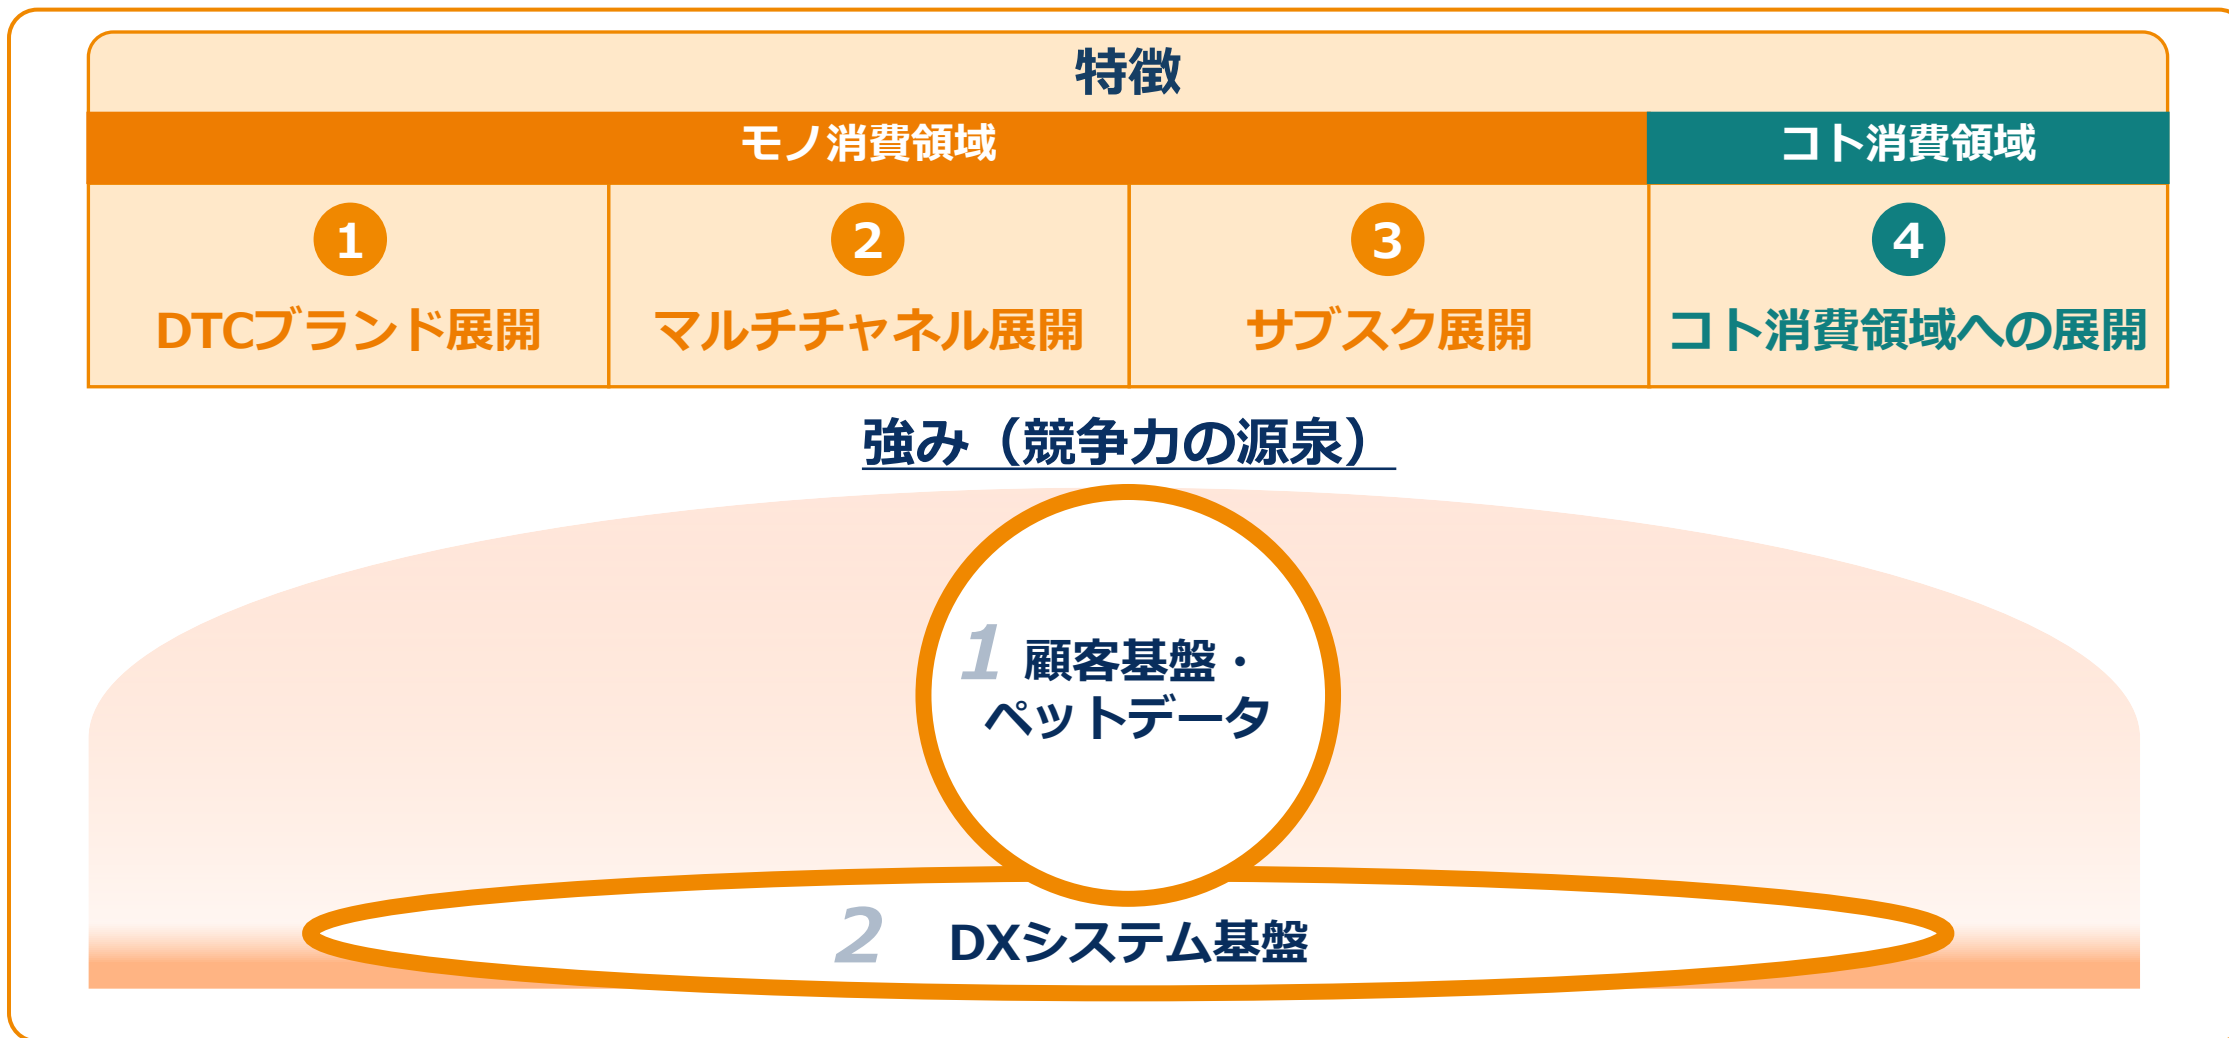 特徴
モノ消費領域
コト消費領域
1
2
3
4
DTCブランド展開
マルチチャネル展開
サブスク展開
コト消費領域への展開
強み（競争力の源泉）
1 顧客基盤・
ペットデータ
2 DXシステム基盤